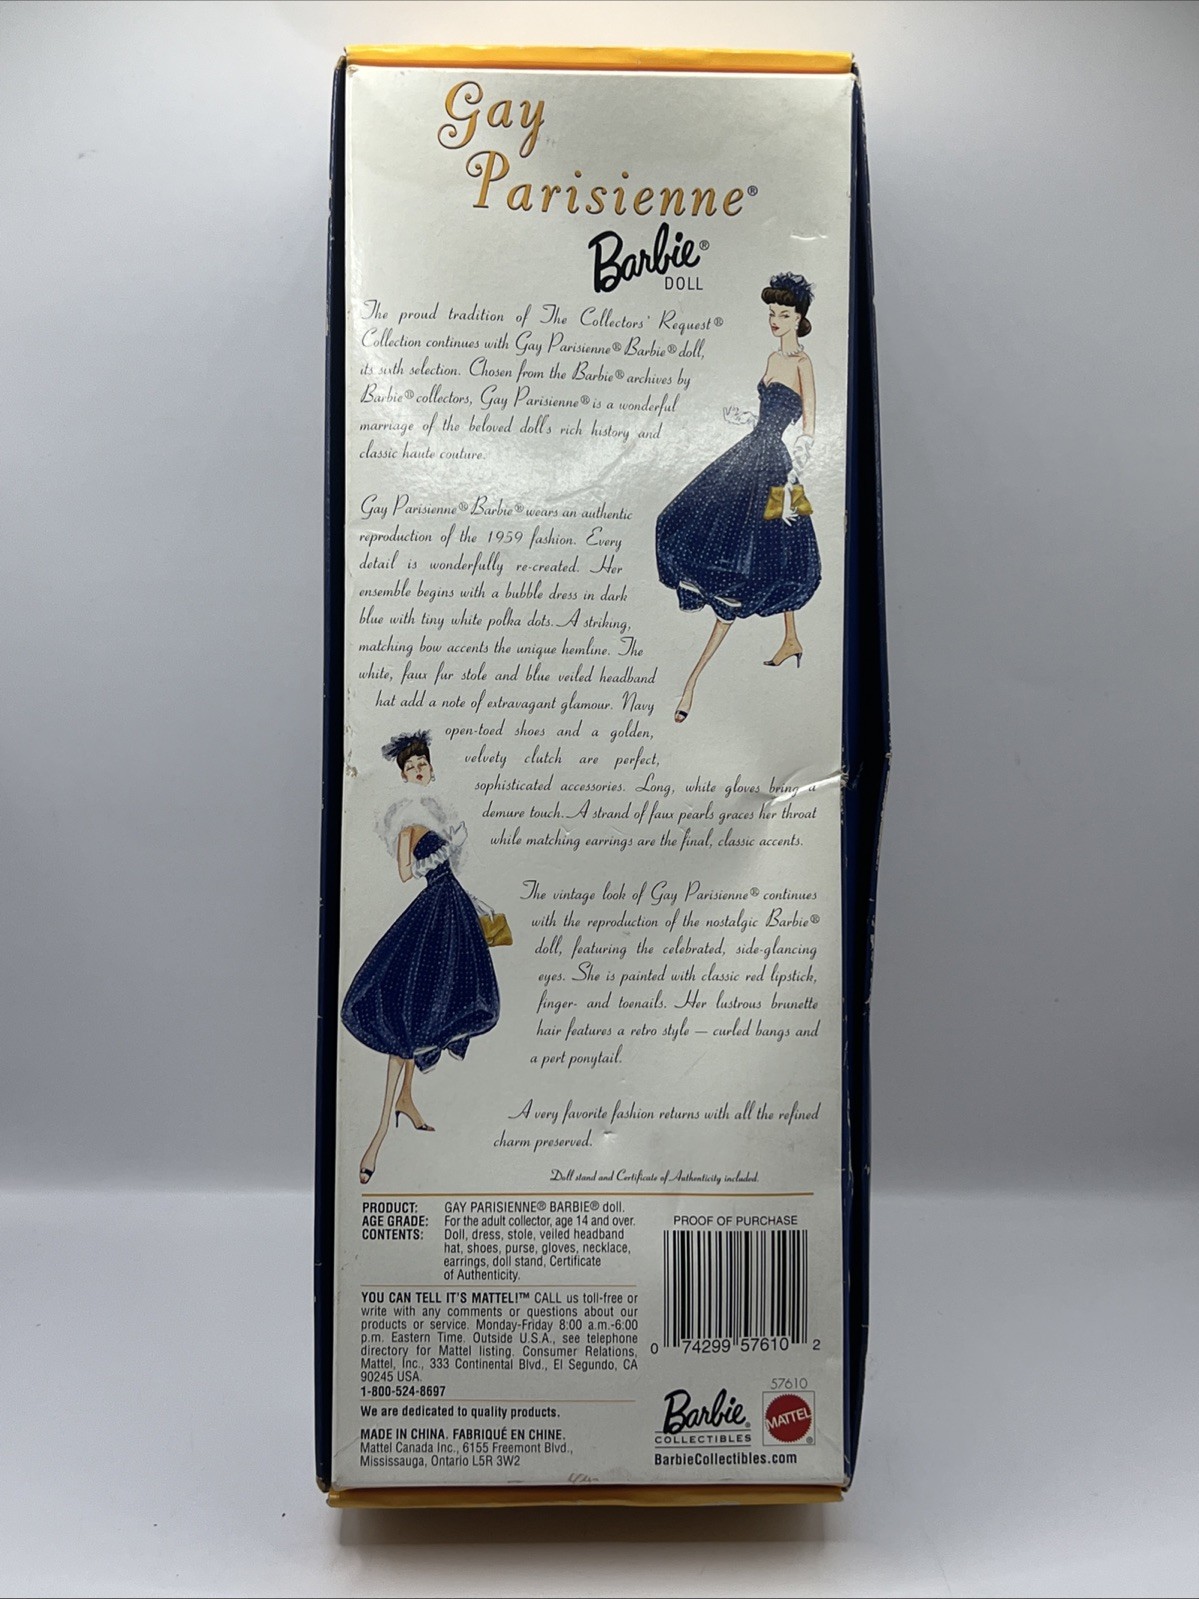 Gay
Parisienne®
Barbie®
DOLL
The proud tradition of The Collectors' Request®
Collection continues with Gay Parisienne® Barbie® doll,
its sixth selection. Chosen from the Barbie® archives by
Barbie® collectors, Gay Parisienne® is a wonderful
marriage of the beloved doll's rich history and
classic haute couture.
Gay Parisienne® Barbie® wears an authentic
reproduction of the 1959 fashion. Every
detail is wonderfully re-created. Her
ensemble begins with a bubble dress in dark
blue with tiny white polka dots. A striking,
matching bow accents the unique hemline. The
white, faux fur stole and blue veiled headband
hat add a note of extravagant glamour. Navy
open-toed shoes and a golden,
velvety clutch are perfect,
sophisticated accessories. Long, white gloves bring a
demure touch. A strand of faux pearls graces her throat
while matching earrings are the final, classic accents.
The vintage look of Gay Parisienne® continues
with the reproduction of the nostalgic Barbie®
doll, featuring the celebrated, side-glancing
eyes. She is painted with classic red lipstick,
finger- and toenails. Her lustrous brunette
hair features a retro style — curled bangs and
a pert ponytail.
A very favorite fashion returns with all the refined
charm preserved.
Doll stand and Certificate of Authenticity included.
PRODUCT: GAY PARISIENNE® BARBIE® doll.
AGE GRADE: For the adult collector, age 14 and over.
CONTENTS: Doll, dress, stole, veiled headband
hat, shoes, purse, gloves, necklace,
earrings, doll stand, Certificate
of Authenticity.
YOU CAN TELL IT'S MATTEL!™ CALL us toll-free or
write with any comments or questions about our
products or service. Monday-Friday 8:00 a.m.-6:00
p.m. Eastern Time. Outside U.S.A., see telephone
directory for Mattel listing. Consumer Relations,
Mattel, Inc., 333 Continental Blvd., El Segundo, CA
90245 USA.
1-800-524-8697
We are dedicated to quality products.
MADE IN CHINA. FABRIQUÉ EN CHINE.
Mattel Canada Inc., 6155 Freemont Blvd.,
Mississauga, Ontario L5R 3W2
PROOF OF PURCHASE
0 74299 57610 2
57610
Barbie®
COLLECTIBLES
MATTEL®
BarbieCollectibles.com